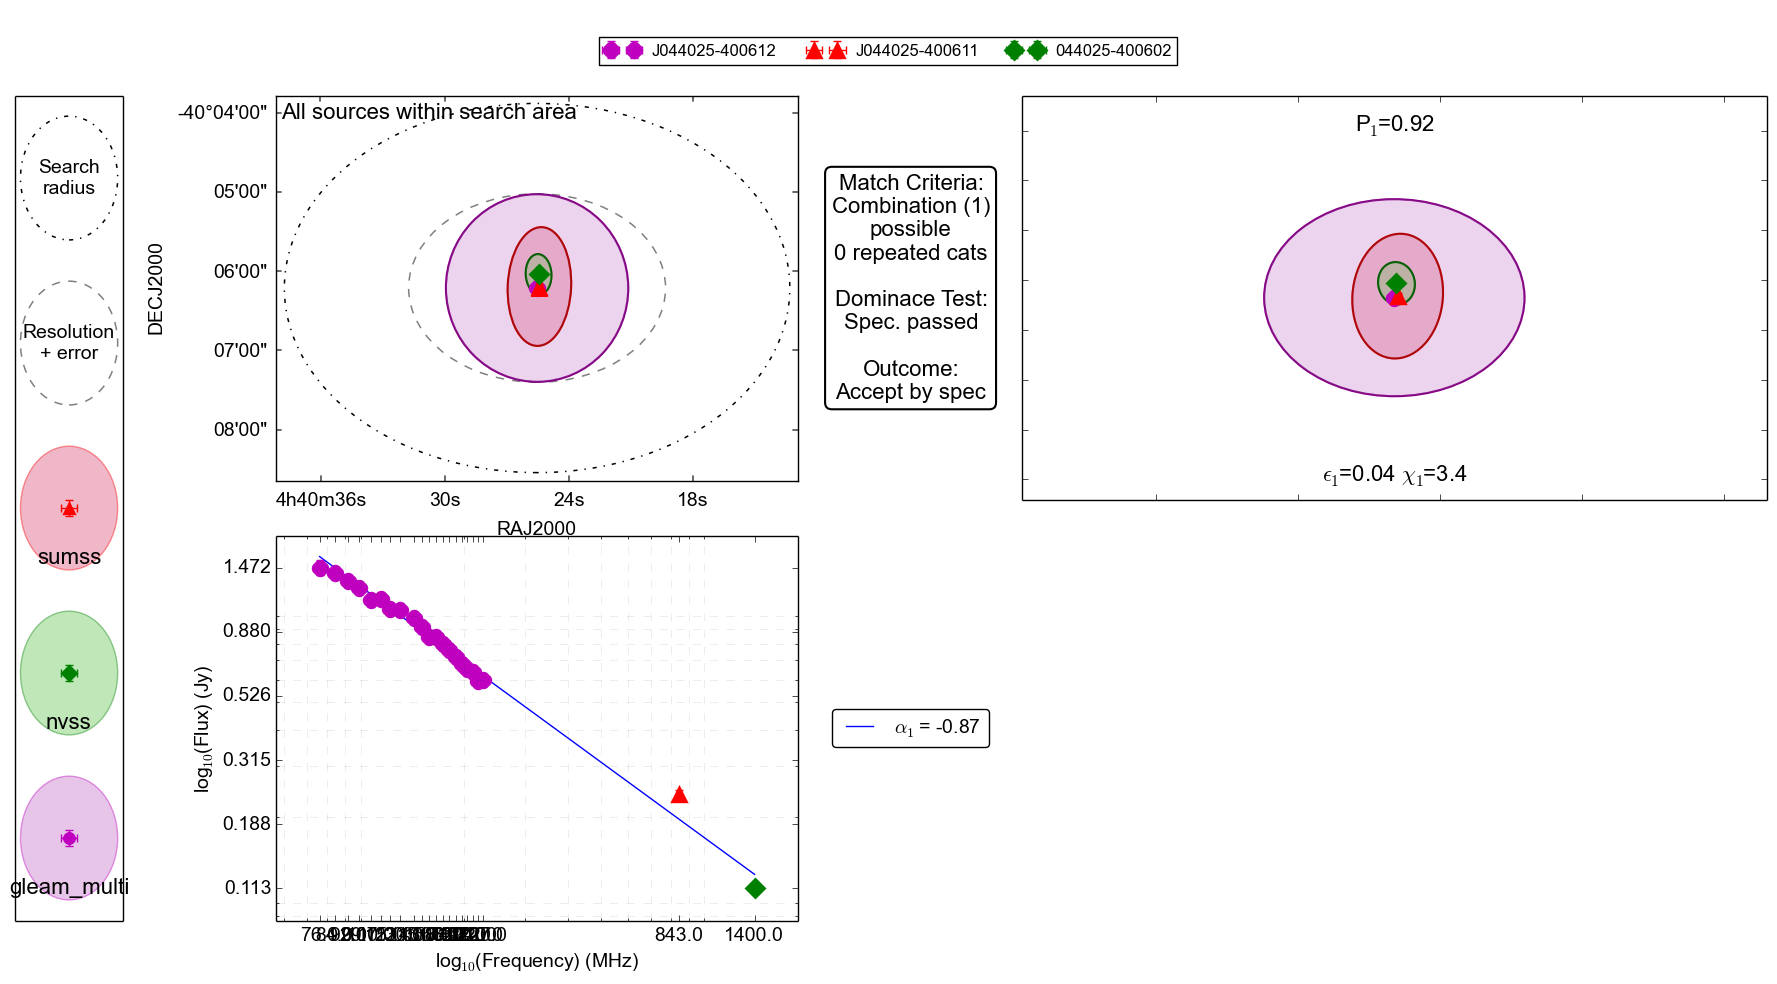 J044025-400612 J044025-400611 044025-400602
Search
radius
Resolution
+ error
sumss
nvss
gleam_multi
All sources within search area
-40°04'00"
05'00"
06'00"
07'00"
08'00"
DECJ2000
4h40m36s 30s 24s 18s
RAJ2000
Match Criteria:
Combination (1)
possible
0 repeated cats
Dominace Test:
Spec. passed
Outcome:
Accept by spec
P₁=0.92
ϵ₁=0.04 χ₁=3.4
1.472
0.880
0.526
0.315
0.188
0.113
log₁₀(Flux) (Jy)
843.0 1400.0
log₁₀(Frequency) (MHz)
α₁ = -0.87